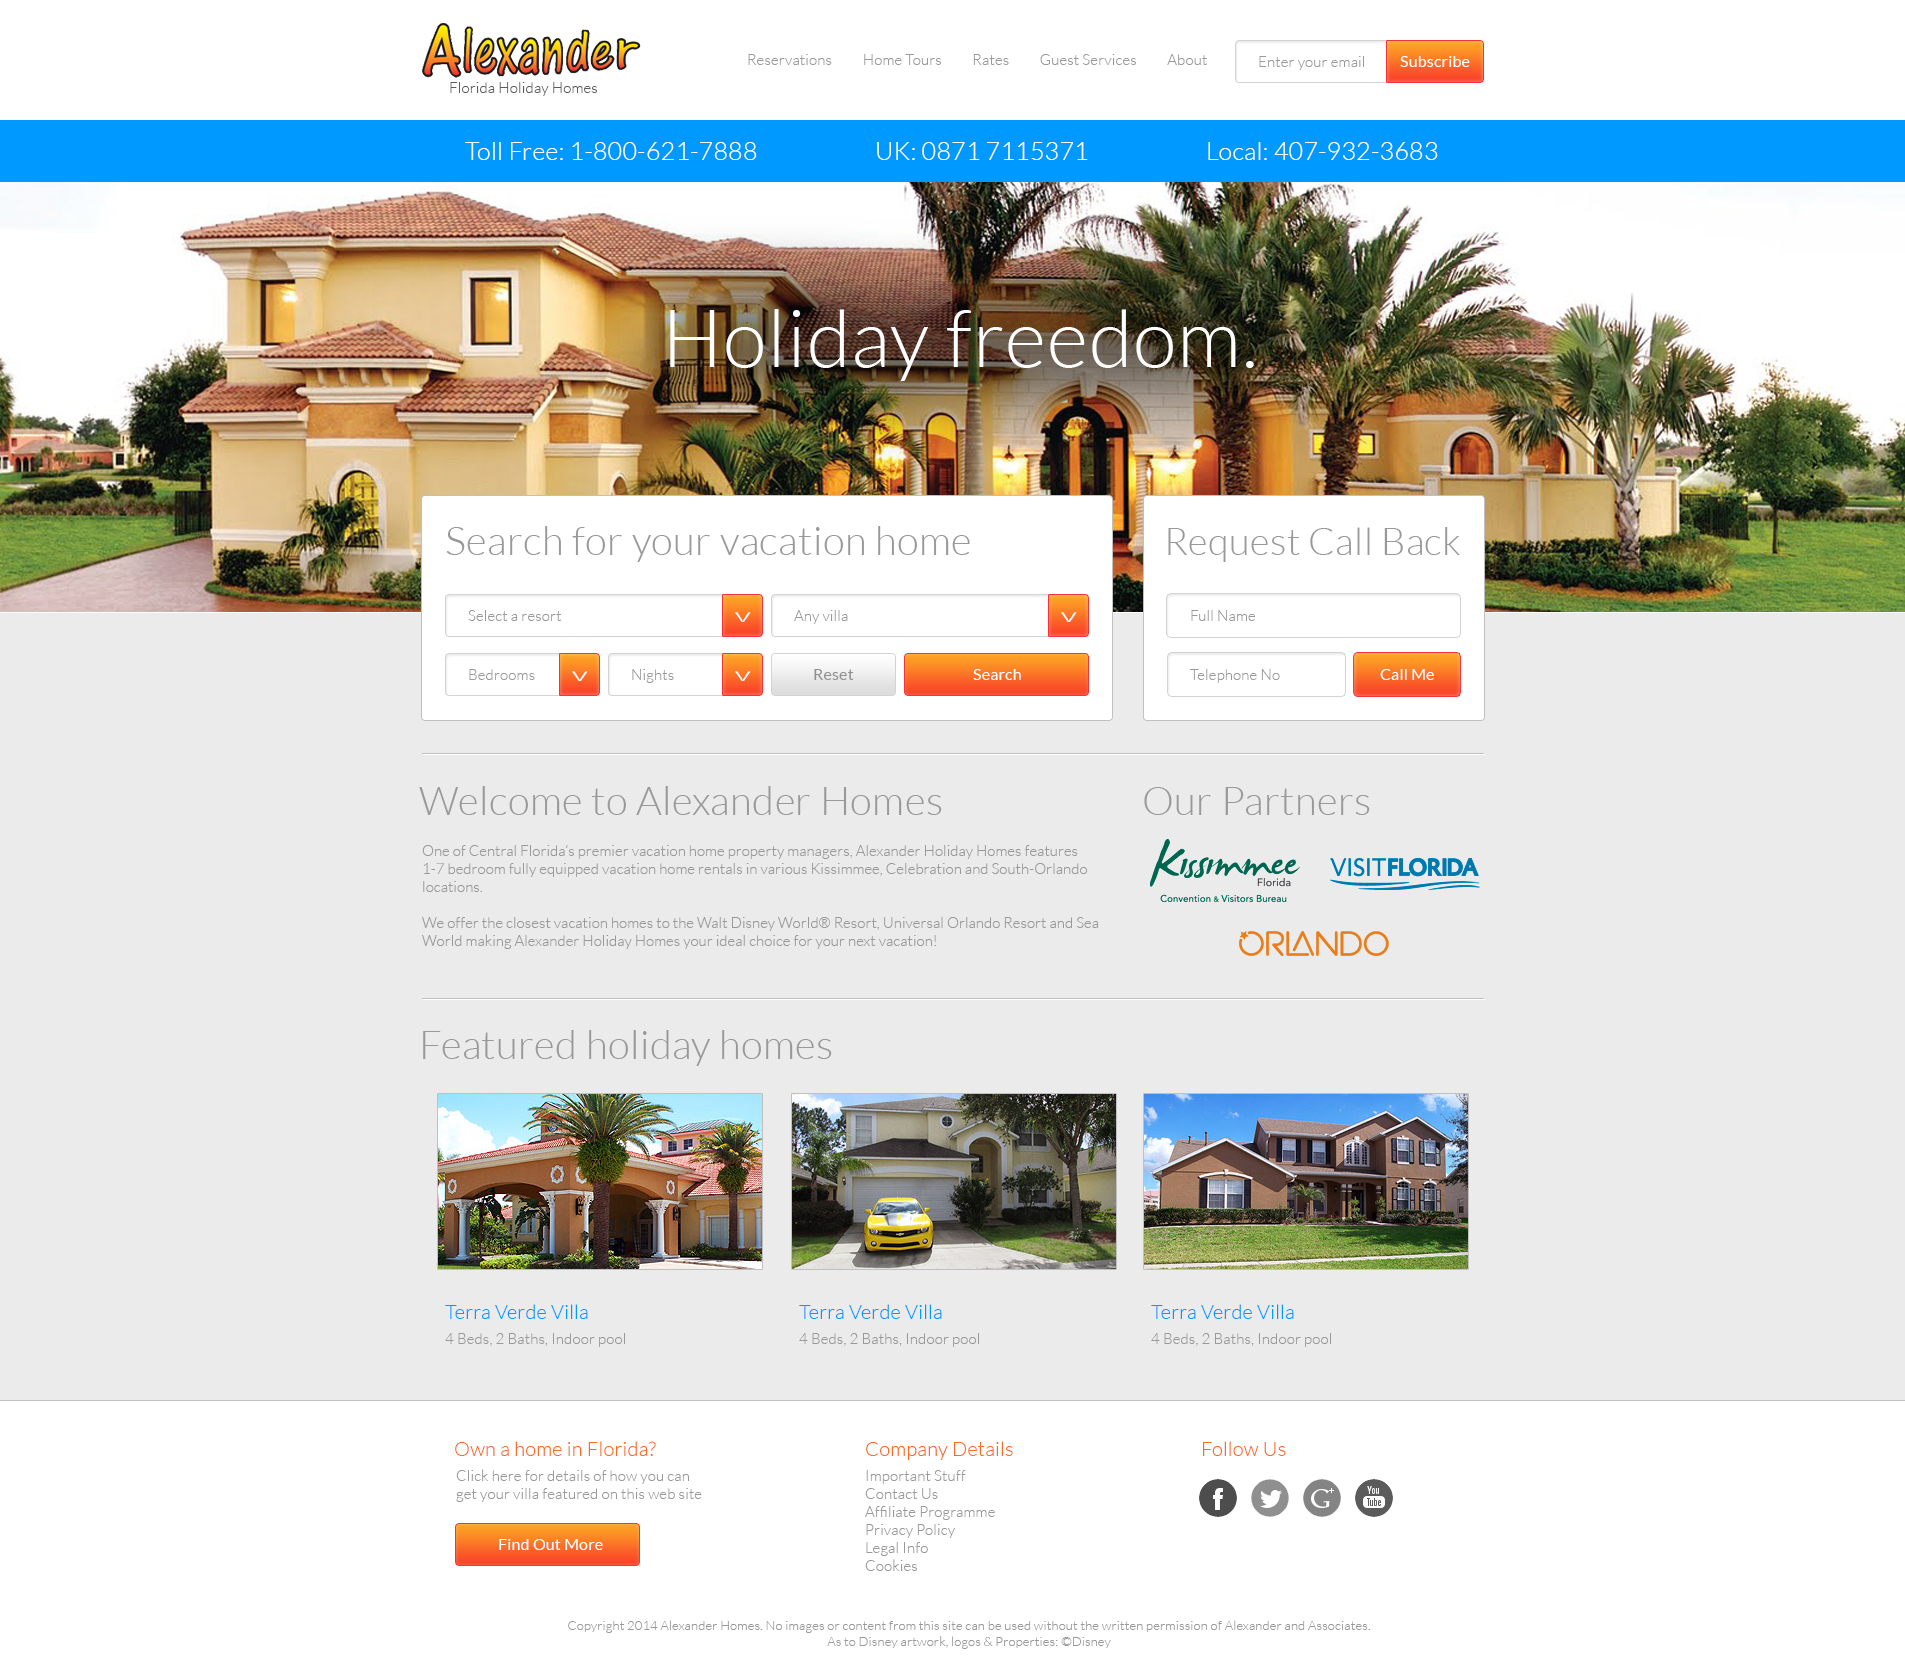 Alexander
Florida Holiday Homes
Reservations
Home Tours
Rates
Guest Services
About
Enter your email
Subscribe
Toll Free: 1-800-621-7888
UK: 0871 7115371
Local: 407-932-3683
Holiday freedom.
Search for your vacation home
Select a resort
Any villa
Bedrooms
Nights
Reset
Search
Request Call Back
Full Name
Telephone No
Call Me
Welcome to Alexander Homes
One of Central Florida's premier vacation home property managers, Alexander Holiday Homes features
1-7 bedroom fully equipped vacation home rentals in various Kissimmee, Celebration and South-Orlando
locations.
We offer the closest vacation homes to the Walt Disney World® Resort, Universal Orlando Resort and Sea
World making Alexander Holiday Homes your ideal choice for your next vacation!
Our Partners
Kissimmee
Florida
Convention & Visitors Bureau
VISITFLORIDA
ORLANDO
Featured holiday homes
Terra Verde Villa
4 Beds, 2 Baths, Indoor pool
Terra Verde Villa
4 Beds, 2 Baths, Indoor pool
Terra Verde Villa
4 Beds, 2 Baths, Indoor pool
Own a home in Florida?
Click here for details of how you can
get your villa featured on this web site
Find Out More
Company Details
Important Stuff
Contact Us
Affiliate Programme
Privacy Policy
Legal Info
Cookies
Follow Us
f
G+
You
Tube
Copyright 2014 Alexander Homes. No images or content from this site can be used without the written permission of Alexander and Associates.
As to Disney artwork, logos & Properties: ©Disney